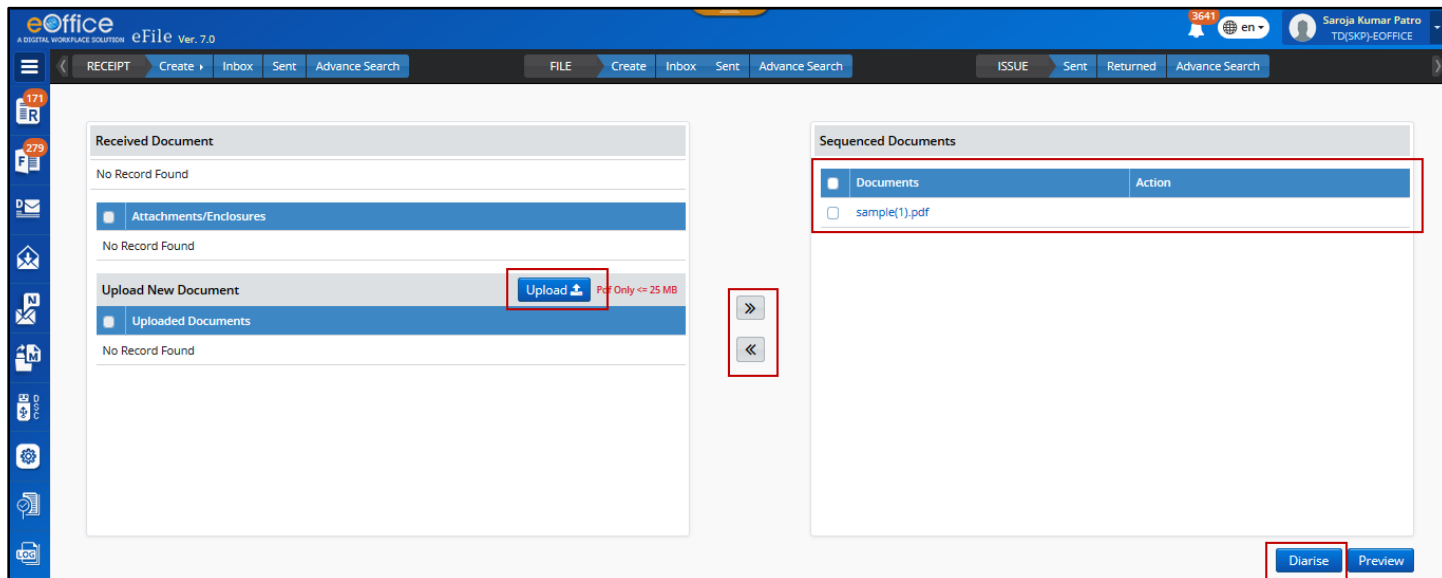 eOffice
A DIGITAL WORKPLACE SOLUTION eFile Ver. 7.0
3641
en
Saroja Kumar Patro
TD(SKP)-EOFFICE
RECEIPT Create Inbox Sent Advance Search FILE Create Inbox Sent Advance Search ISSUE Sent Returned Advance Search
171
R
279
F
D
N
M
DSC
LOG
Received Document
No Record Found
Attachments/Enclosures
No Record Found
Upload New Document Upload Pdf Only <= 25 MB
Uploaded Documents
No Record Found
Sequenced Documents
Documents Action
sample(1).pdf
Diarise Preview